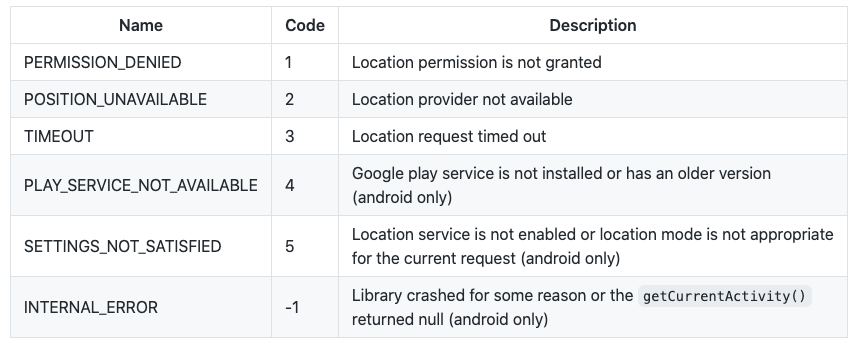 Name Code Description
PERMISSION_DENIED 1 Location permission is not granted
POSITION_UNAVAILABLE 2 Location provider not available
TIMEOUT 3 Location request timed out
PLAY_SERVICE_NOT_AVAILABLE 4 Google play service is not installed or has an older version
(android only)
SETTINGS_NOT_SATISFIED 5 Location service is not enabled or location mode is not appropriate
for the current request (android only)
INTERNAL_ERROR -1 Library crashed for some reason or the getCurrentActivity()
returned null (android only)